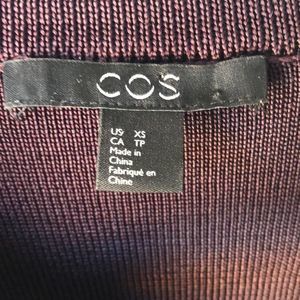 COS
US XS
CA TP
Made in
China
Fabriqué en
Chine